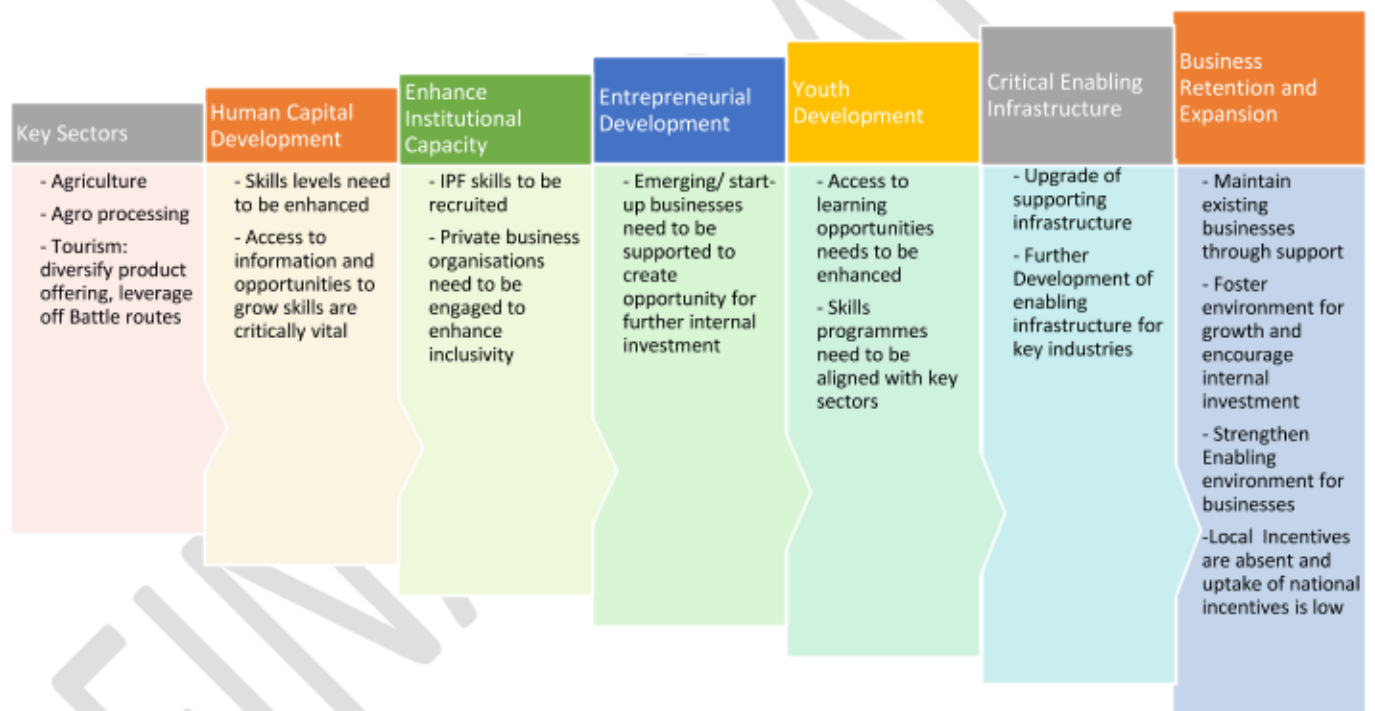 Key Sectors
- Agriculture
- Agro processing
- Tourism:
diversify product
offering, leverage
off Battle routes
Human Capital
Development
- Skills levels need
to be enhanced
- Access to
information and
opportunities to
grow skills are
critically vital
Enhance
Institutional
Capacity
- IPF skills to be
recruited
- Private business
organisations
need to be
engaged to
enhance
inclusivity
Entrepreneurial
Development
- Emerging/ start-
up businesses
need to be
supported to
create
opportunity for
further internal
investment
Youth
Development
- Access to
learning
opportunities
needs to be
enhanced
- Skills
programmes
need to be
aligned with key
sectors
Critical Enabling
Infrastructure
- Upgrade of
supporting
infrastructure
- Further
Development of
enabling
infrastructure for
key industries
Business
Retention and
Expansion
- Maintain
existing
businesses
through support
- Foster
environment for
growth and
encourage
internal
investment
- Strengthen
Enabling
environment for
businesses
-Local Incentives
are absent and
uptake of national
incentives is low